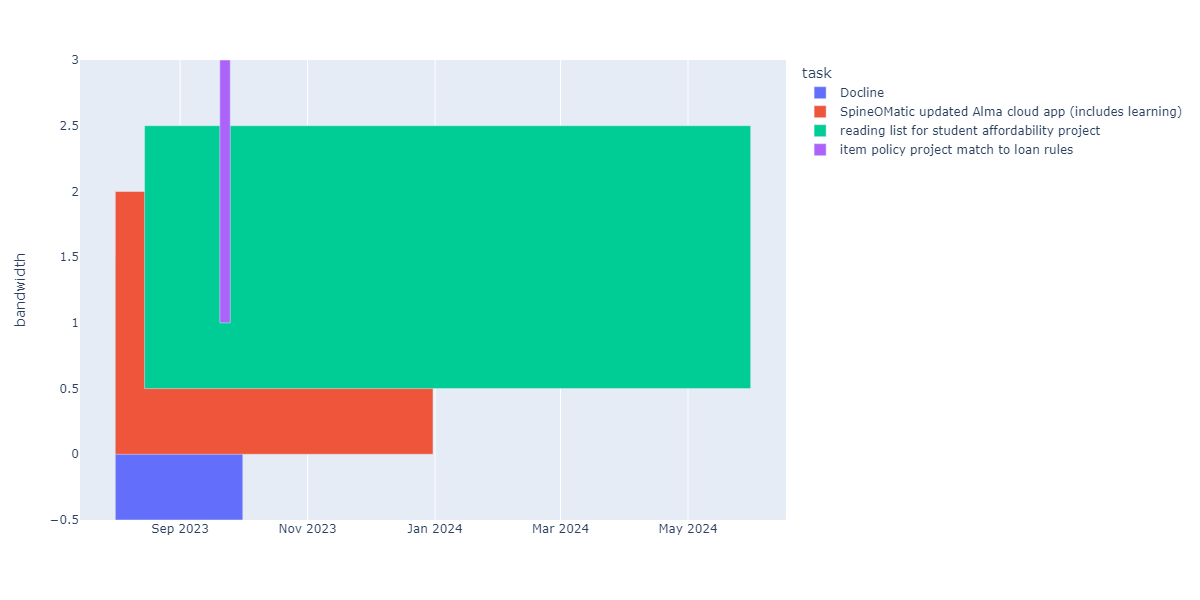 3
2.5
2
1.5
1
0.5
0
−0.5
bandwidth
Sep 2023
Nov 2023
Jan 2024
Mar 2024
May 2024
task
Docline
SpineOMatic updated Alma cloud app (includes learning)
reading list for student affordability project
item policy project match to loan rules